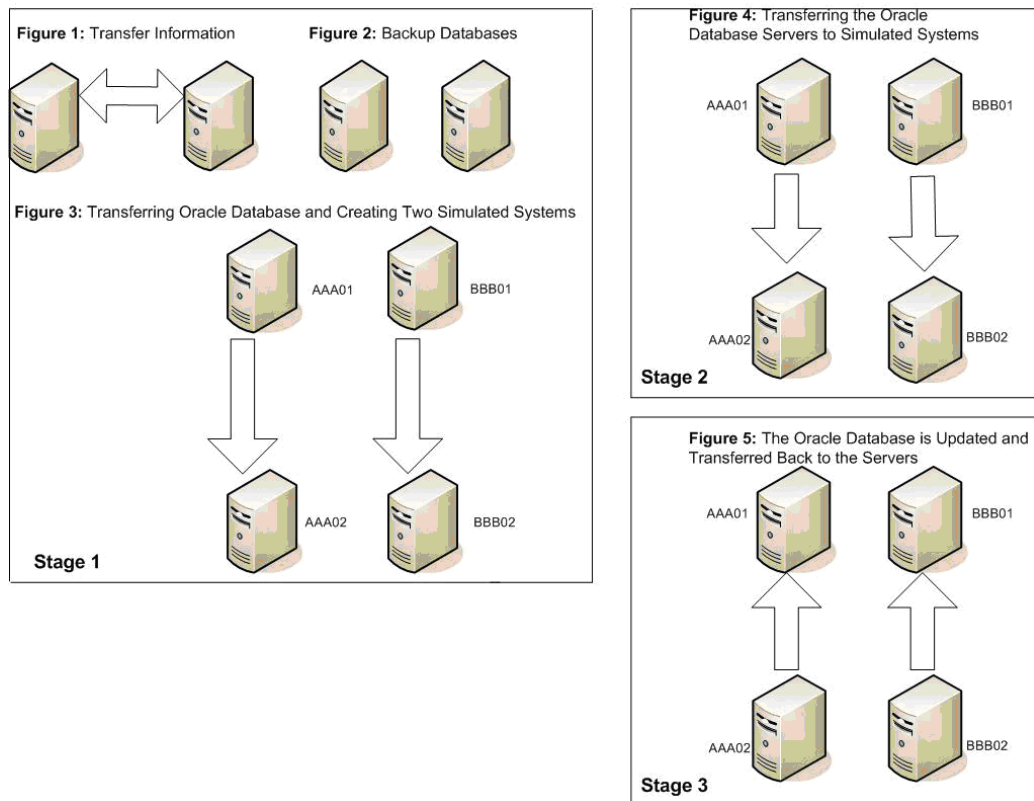 Figure 1: Transfer Information
Figure 2: Backup Databases
Figure 3: Transferring Oracle Database and Creating Two Simulated Systems
AAA01
BBB01
AAA02
BBB02
Stage 1
Figure 4: Transferring the Oracle
Database Servers to Simulated Systems
AAA01
BBB01
AAA02
BBB02
Stage 2
Figure 5: The Oracle Database is Updated and
Transferred Back to the Servers
AAA01
BBB01
AAA02
BBB02
Stage 3